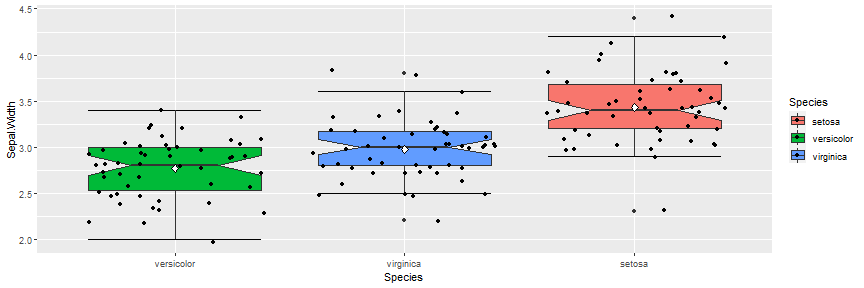 4.5
4.0
3.5
3.0
2.5
2.0
Sepal.Width
versicolor
virginica
setosa
Species
Species
setosa
versicolor
virginica